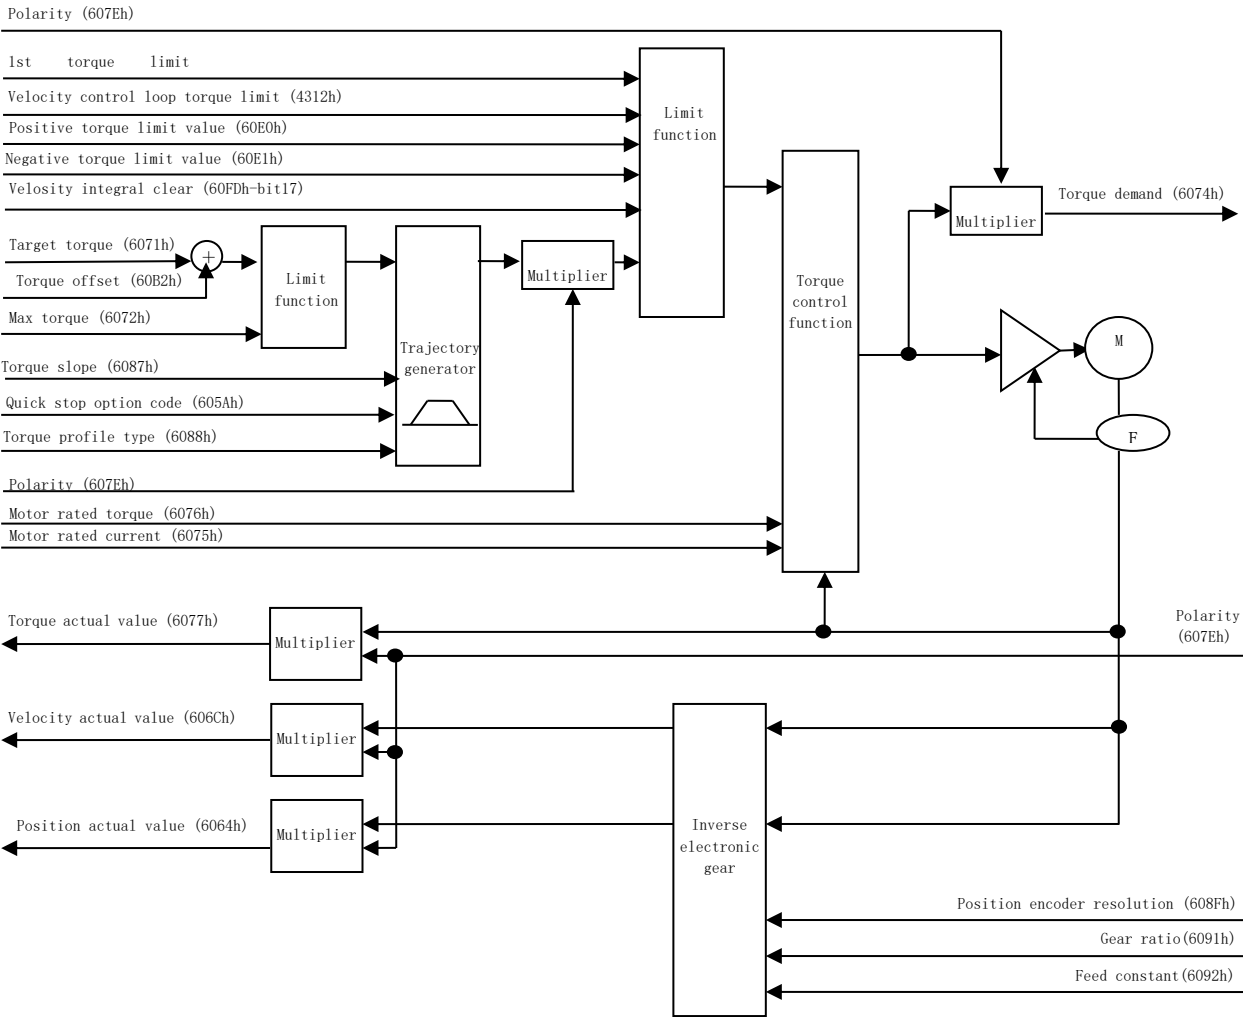 Polarity (607Eh)
1st torque limit
Velocity control loop torque limit (4312h)
Positive torque limit value (60E0h)
Negative torque limit value (60E1h)
Velosity integral clear (60FDh-bit17)
Limit
function
Target torque (6071h)
+
Torque offset (60B2h)
Max torque (6072h)
Limit
function
Torque slope (6087h)
Quick stop option code (605Ah)
Torque profile type (6088h)
Trajectory
generator
Multiplier
Polarity (607Eh)
Motor rated torque (6076h)
Motor rated current (6075h)
Torque
control
function
Multiplier
Torque demand (6074h)
M
F
Torque actual value (6077h)
Multiplier
Polarity
(607Eh)
Velocity actual value (606Ch)
Multiplier
Position actual value (6064h)
Multiplier
Inverse
electronic
gear
Position encoder resolution (608Fh)
Gear ratio(6091h)
Feed constant(6092h)